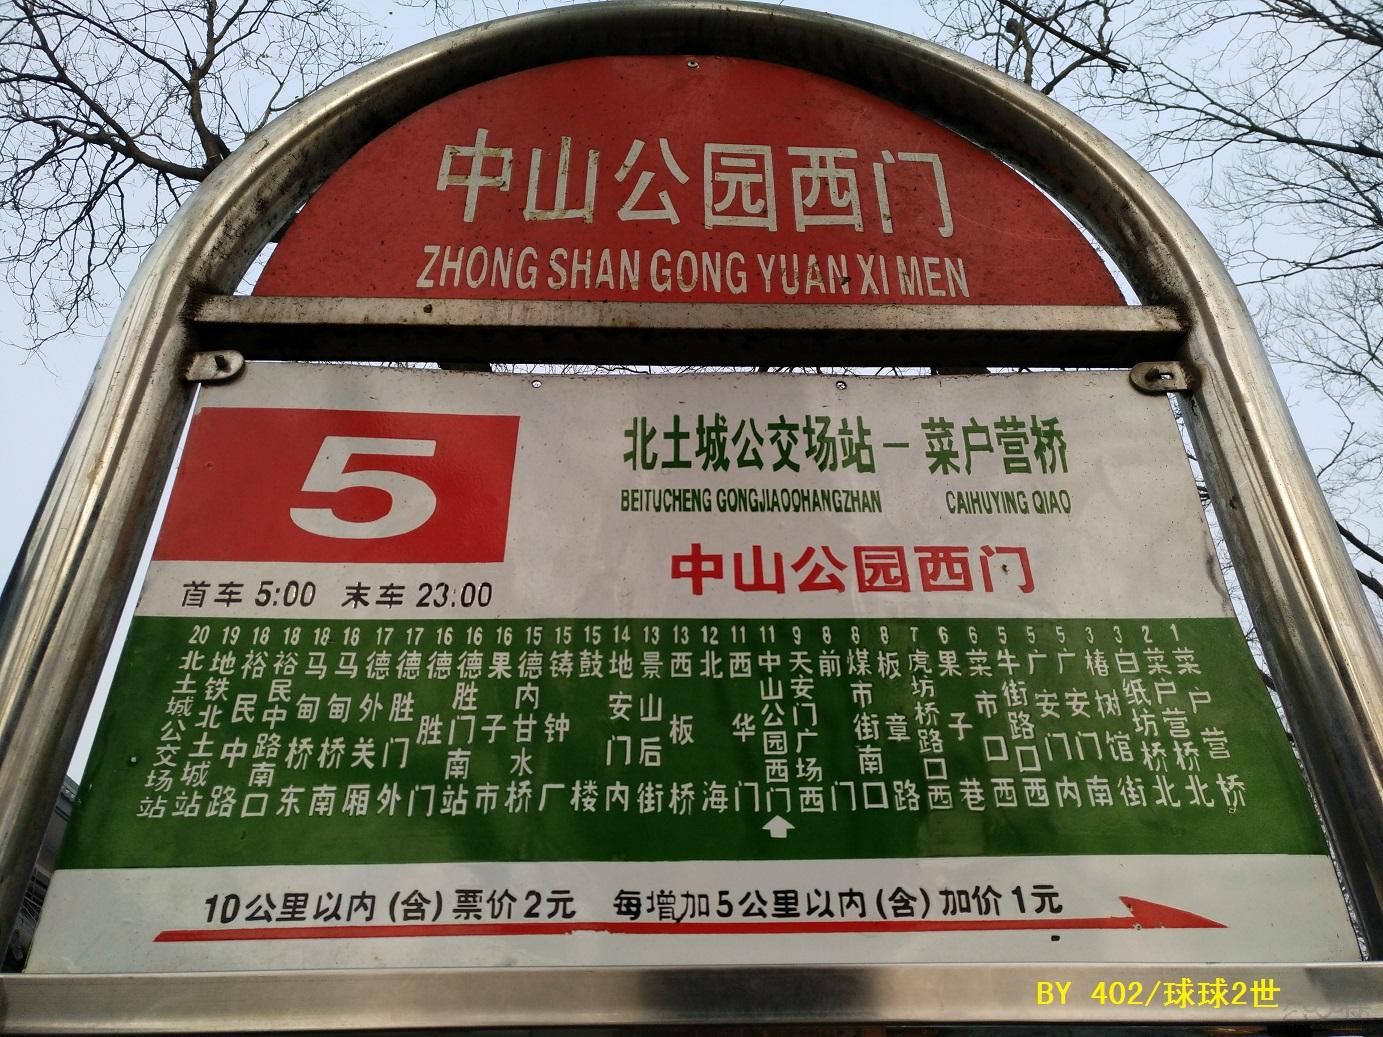 中山公园西门
ZHONG SHAN GONG YUAN XI MEN
5
北土城公交场站－菜户营桥
BEITUCHENG GONGJIAOOHANGZHAN CAIHUYING QIAO
中山公园西门
首车 5:00 末车 23:00
20 19 18 18 18 18 17 17 16 16 16 15 15 15 14 13 13 12 11 11 9 8 8 8 7 6 6 5 5 5 3 3 2 1
北土城公交场站
地铁北土城站
裕民中路
裕民中路南口
马甸桥东
马甸桥南
德外关厢
德胜门外
德胜门
德胜门南站
果子市
德内甘水桥
铸钟厂
鼓楼
地安门内
景山后街
西板桥
北海
西华门
中山公园西门
天安门广场西
前门
煤市街南口
板章路
虎坊桥路口西
果子巷
菜市口西
牛街路口西
广安门内
广安门南
椿树馆街
白纸坊桥北
菜户营桥北
菜户营桥
10公里以内(含)票价2元 每增加5公里以内(含)加价1元
BY 402/球球2世